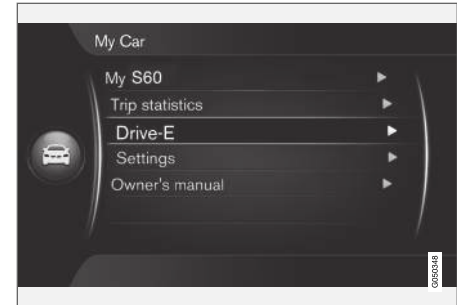 My Car
My S60
Trip statistics
Drive-E
Settings
Owner's manual
G050348